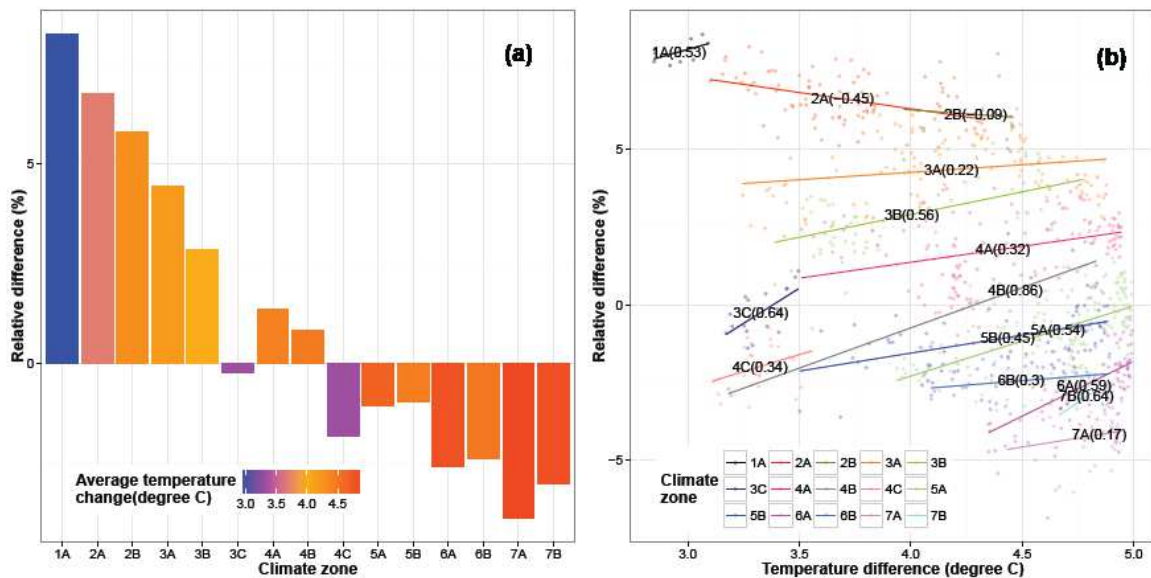 (a)
Relative difference (%)
5
0
Average temperature
change(degree C)
3.0 3.5 4.0 4.5
1A 2A 2B 3A 3B 3C 4A 4B 4C 5A 5B 6A 6B 7A 7B
Climate zone
(b)
Relative difference (%)
5
0
−5
1A(0.53)
2A(−0.45)
2B(−0.09)
3A(0.22)
3B(0.56)
4A(0.32)
4B(0.86)
3C(0.64)
5A(0.54)
5B(0.45)
4C(0.34)
6B(0.3)
6A(0.59)
7B(0.64)
7A(0.17)
Climate
zone
1A 2A 2B 3A 3B
3C 4A 4B 4C 5A
5B 6A 6B 7A 7B
3.0 3.5 4.0 4.5 5.0
Temperature difference (degree C)